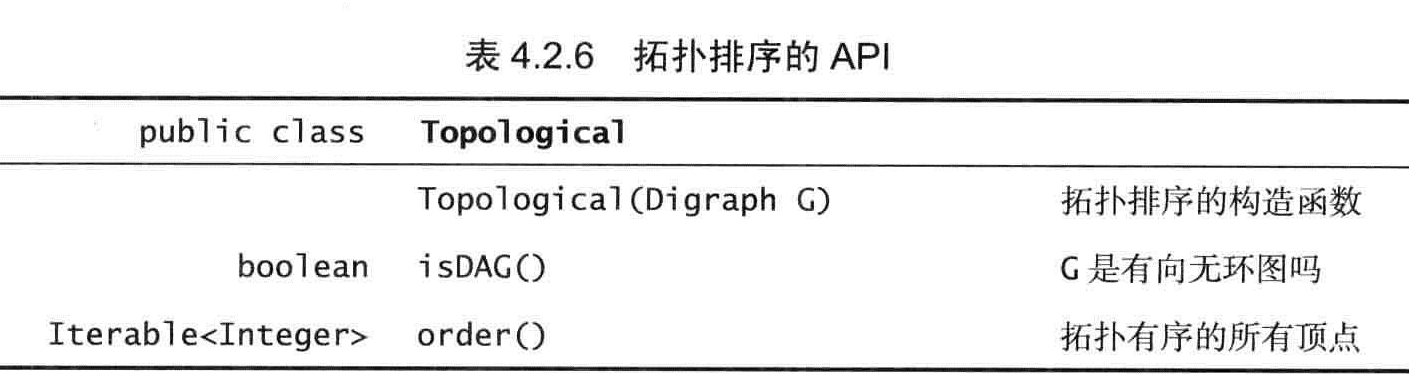 表 4.2.6 拓扑排序的 API
public class Topological
Topological(Digraph G) 拓扑排序的构造函数
boolean isDAG() G 是有向无环图吗
Iterable<Integer> order() 拓扑有序的所有顶点